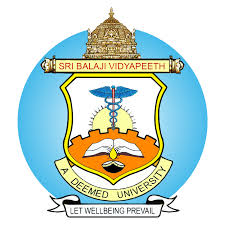 SRI BALAJI VIDYAPEETH
A DEEMED UNIVERSITY
LET WELLBEING PREVAIL